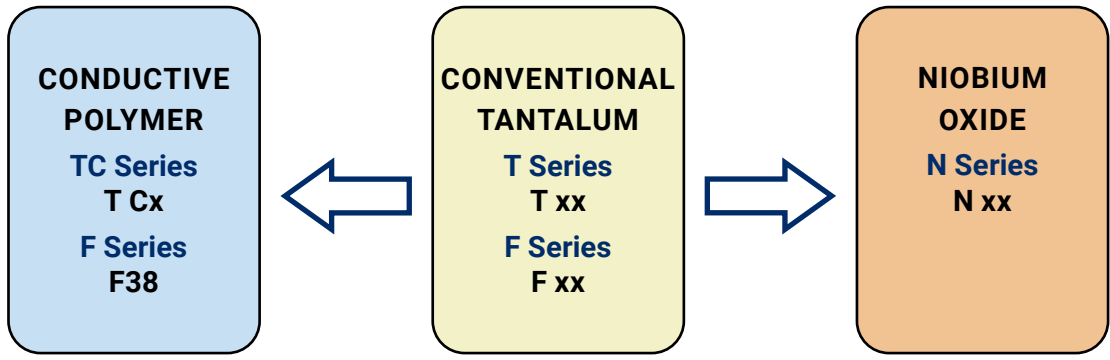 CONDUCTIVE
POLYMER
TC Series
T Cx
F Series
F38
CONVENTIONAL
TANTALUM
T Series
T xx
F Series
F xx
NIOBIUM
OXIDE
N Series
N xx